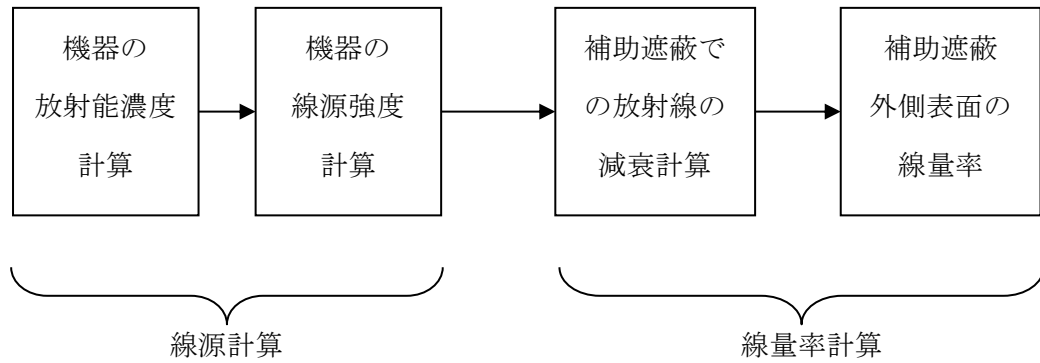 機器の
放射能濃度
計算
機器の
線源強度
計算
補助遮蔽で
の放射線の
減衰計算
補助遮蔽
外側表面の
線量率
線源計算
線量率計算